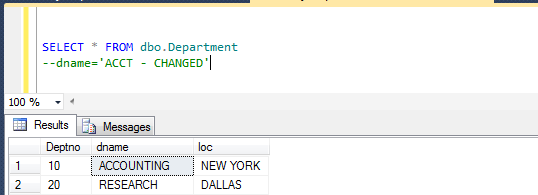 SELECT * FROM dbo.Department
--dname='ACCT - CHANGED'
100 %
Results Messages
Deptno dname loc
1 10 ACCOUNTING NEW YORK
2 20 RESEARCH DALLAS